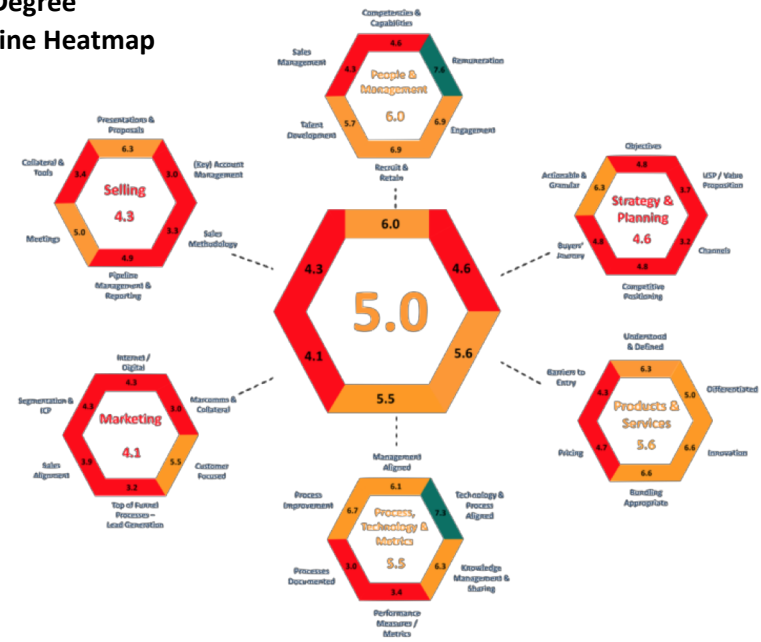 Degree
ine Heatmap
Competencies &
Capabilities
4.6
Sales
Management
4.3
7.6
Remuneration
People &
Management
6.0
Talent
Development
5.7
6.9
Engagement
6.9
Recruit &
Retain
Presentations &
Proposals
6.3
Collateral &
Tools
3.4
3.0
(Key) Account
Management
Selling
4.3
Meetings
5.0
3.3
Sales
Methodology
4.9
Pipeline
Management &
Reporting
Objectives
4.8
Actionable &
Granular
6.3
3.7
USP / Value
Proposition
Strategy &
Planning
4.6
Buyers'
Journey
4.8
3.2
Channels
4.8
Competitive
Positioning
6.0
4.3
4.6
5.0
4.1
5.6
5.5
Internet /
Digital
4.3
Segmentation &
ICP
4.3
3.0
Marcomms &
Collateral
Marketing
4.1
Sales
Alignment
3.9
5.5
Customer
Focused
3.2
Top of Funnel
Processes –
Lead Generation
Understood
& Defined
6.3
Barriers to
Entry
4.3
5.0
Differentiated
Products &
Services
5.6
Pricing
4.7
6.6
Innovation
6.6
Bundling
Appropriate
Management
Aligned
6.1
Process
Improvement
6.7
7.3
Technology &
Process
Aligned
Process,
Technology &
Metrics
5.5
Processes
Documented
3.0
6.3
Knowledge
Management &
Sharing
3.4
Performance
Measures /
Metrics